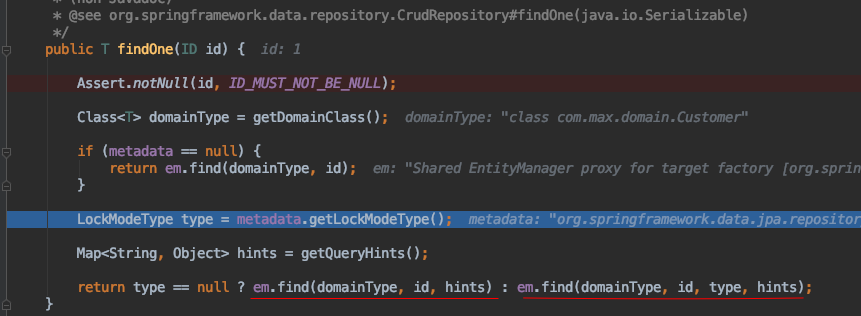 * (non-Javadoc)
* @see org.springframework.data.repository.CrudRepository#findOne(java.io.Serializable)
*/
public T findOne(ID id) {  id: 1
Assert.notNull(id, ID_MUST_NOT_BE_NULL);
Class<T> domainType = getDomainClass();  domainType: "class com.max.domain.Customer"
if (metadata == null) {
return em.find(domainType, id);  em: "Shared EntityManager proxy for target factory [org.sprin
}
LockModeType type = metadata.getLockModeType();  metadata: "org.springframework.data.jpa.repositor
Map<String, Object> hints = getQueryHints();
return type == null ? em.find(domainType, id, hints) : em.find(domainType, id, type, hints);
}